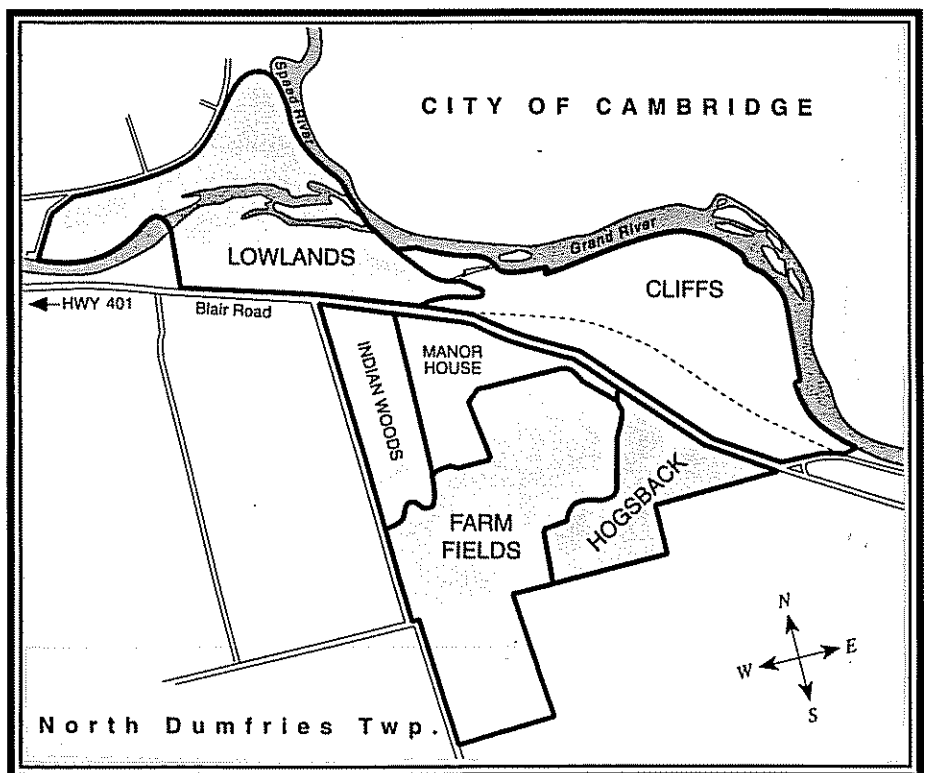 CITY OF CAMBRIDGE
Speed River
Grand River
LOWLANDS
CLIFFS
HWY 401
Blair Road
MANOR
HOUSE
INDIAN WOODS
HOGSBACK
FARM
FIELDS
N
W
E
S
North Dumfries Twp.